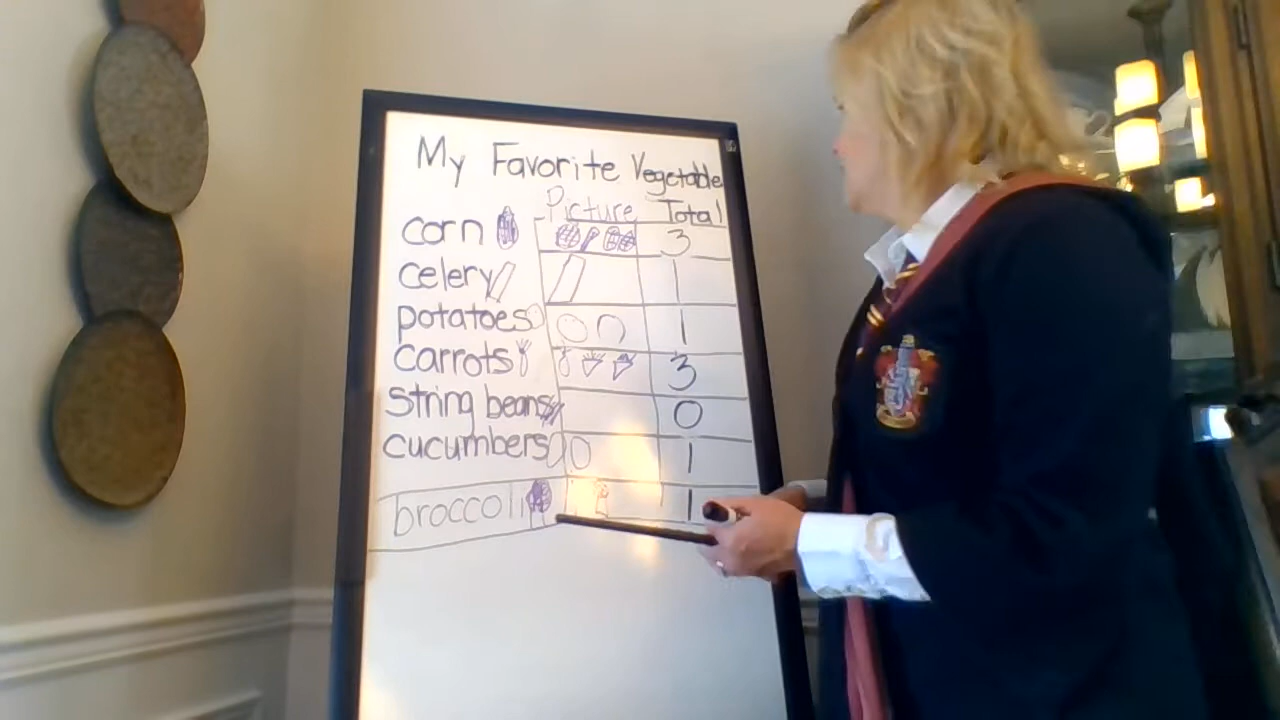 My Favorite Vegetable
Picture Total
corn 3
celery 1
potatoes 1
carrots 3
string beans 0
cucumbers 1
broccoli 1